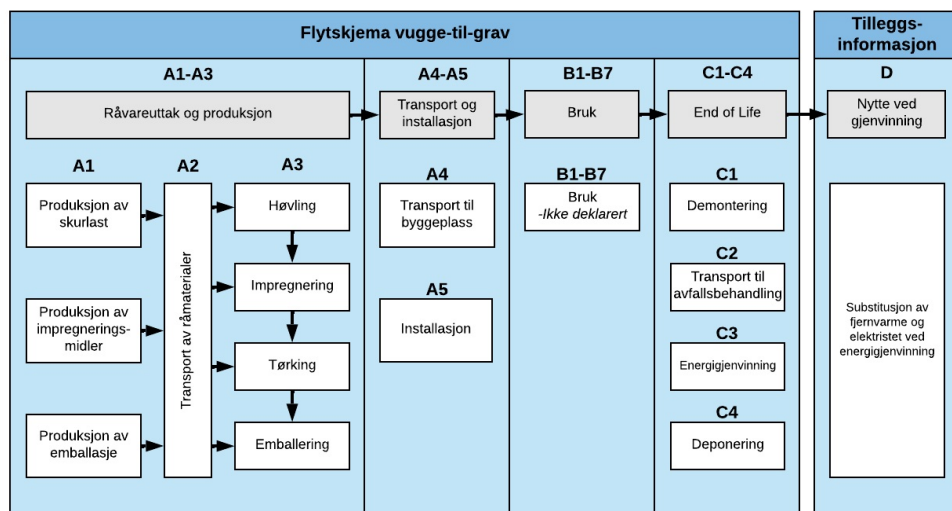 Flytskjema vugge-til-grav
Tilleggs-
informasjon
A1-A3
A4-A5
B1-B7
C1-C4
D
Råvareuttak og produksjon
Transport og
installasjon
Bruk
End of Life
Nytte ved
gjenvinning
A1
A2
A3
Produksjon av
skurlast
Produksjon av
impregnerings-
midler
Produksjon av
emballasje
Transport av råmaterialer
Høvling
Impregnering
Tørking
Emballering
A4
Transport til
byggeplass
A5
Installasjon
B1-B7
Bruk
-Ikke deklarert
C1
Demontering
C2
Transport til
avfallsbehandling
C3
Energigjenvinning
C4
Deponering
Substitusjon av
fjernvarme og
elektristet ved
energigjenvinning